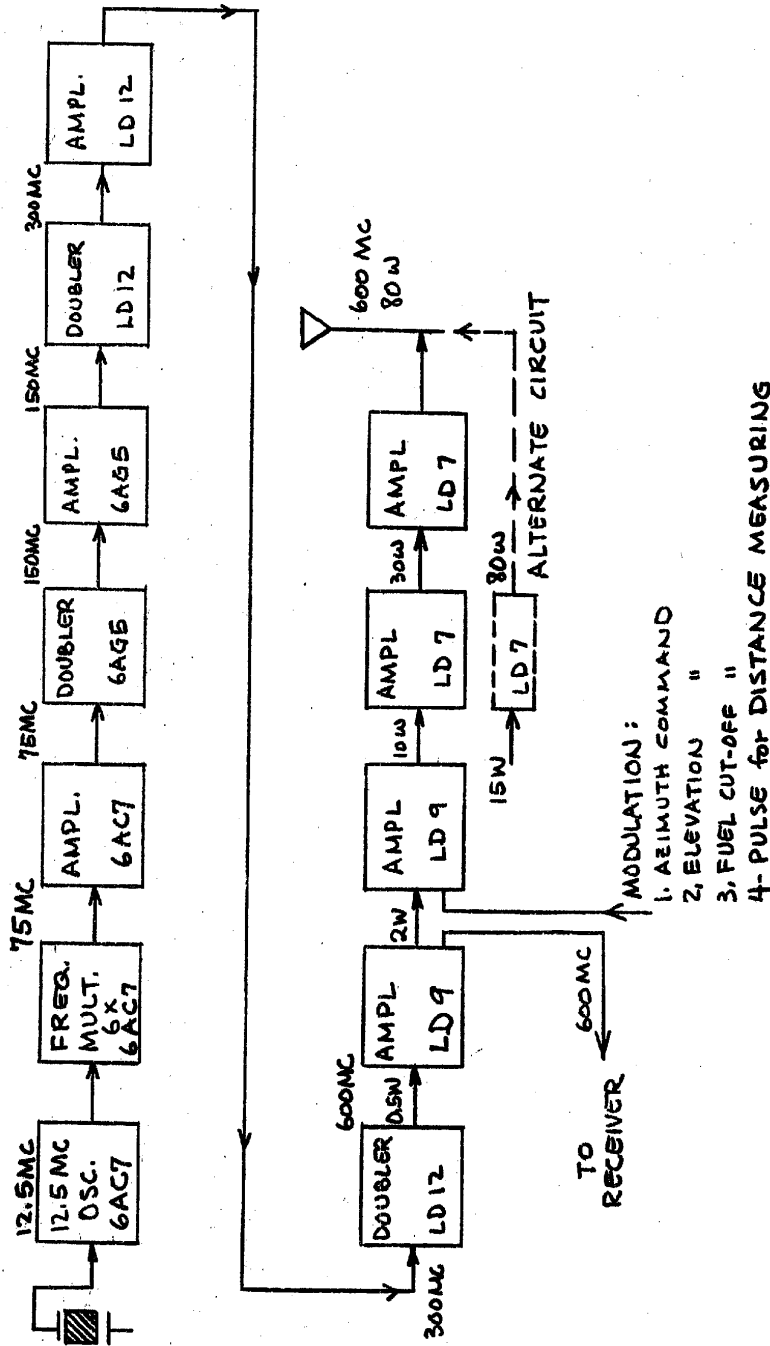 12.5MC
12.5 MC
OSC.
6AC7
FREQ.
MULT.
6X
6AC7
75MC
AMPL.
6AC7
75MC
DOUBLER
6AG5
150MC
AMPL.
6AG5
150MC
DOUBLER
LD12
300MC
AMPL.
LD12
300MC
DOUBLER
LD12
600MC
0.5W
AMPL
LD9
2W
AMPL
LD9
10W
AMPL
LD7
30W
AMPL
LD7
600 MC
80W
15W
LD7
80W
ALTERNATE CIRCUIT
600MC
TO
RECEIVER
MODULATION:
1. AZIMUTH COMMAND
2, ELEVATION "
3, FUEL CUT-OFF "
4- PULSE for DISTANCE MEASURING